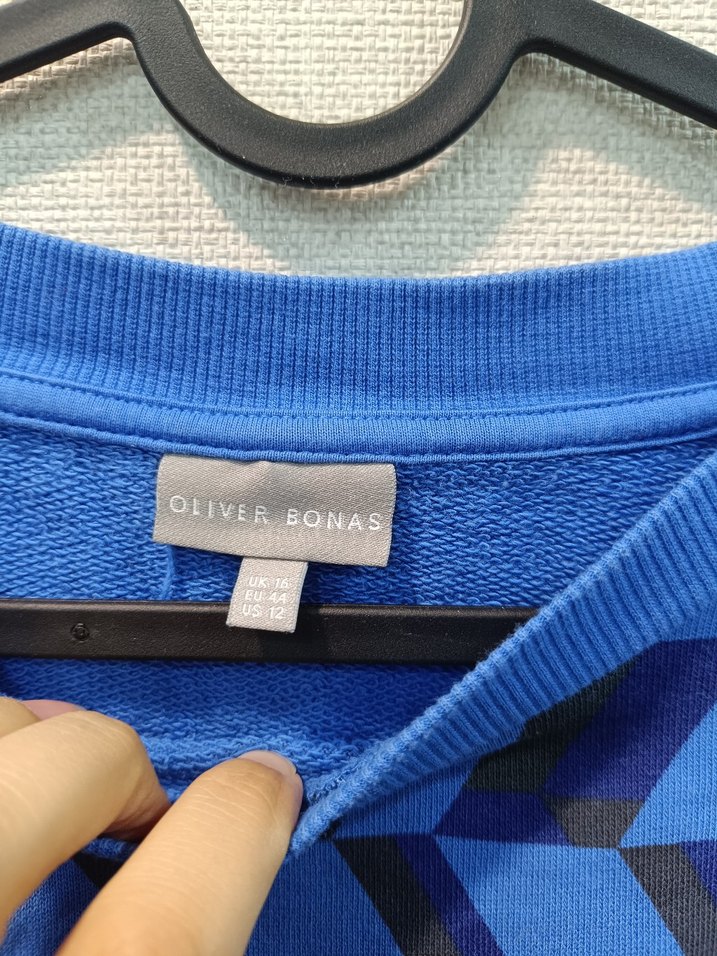 OLIVER BONAS
UK 16
EU 44
US 12